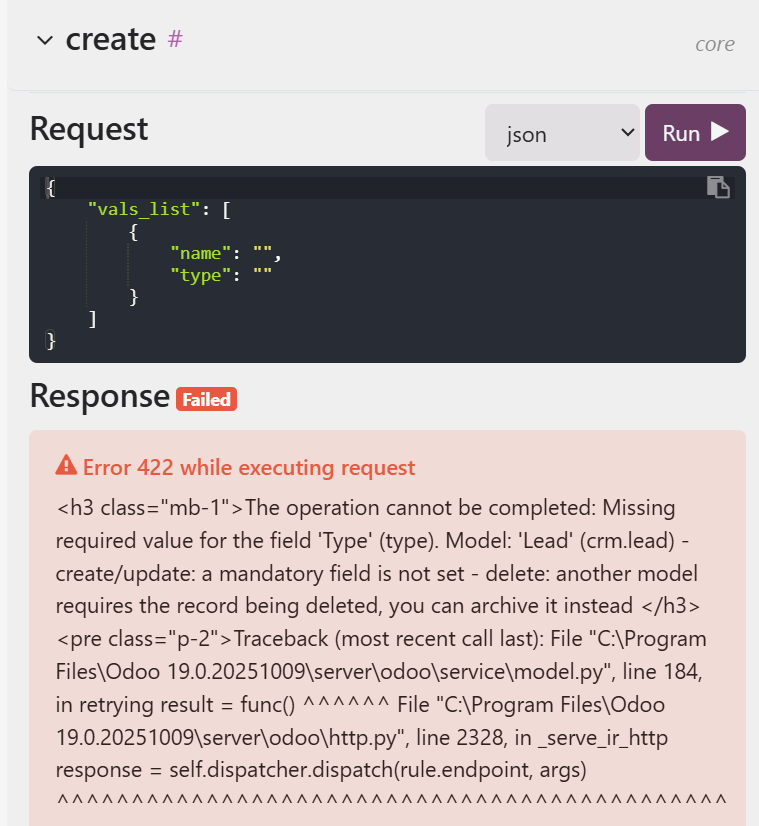 create #
core
Request
json
Run
{
"vals_list": [
{
"name": "",
"type": ""
}
]
}
Response Failed
Error 422 while executing request
<h3 class="mb-1">The operation cannot be completed: Missing
required value for the field 'Type' (type). Model: 'Lead' (crm.lead) -
create/update: a mandatory field is not set - delete: another model
requires the record being deleted, you can archive it instead </h3>
<pre class="p-2">Traceback (most recent call last): File "C:\Program
Files\Odoo 19.0.20251009\server\odoo\service\model.py", line 184,
in retrying result = func() ^^^^^^ File "C:\Program Files\Odoo
19.0.20251009\server\odoo\http.py", line 2328, in _serve_ir_http
response = self.dispatcher.dispatch(rule.endpoint, args)
^^^^^^^^^^^^^^^^^^^^^^^^^^^^^^^^^^^^^^^^^^^^^